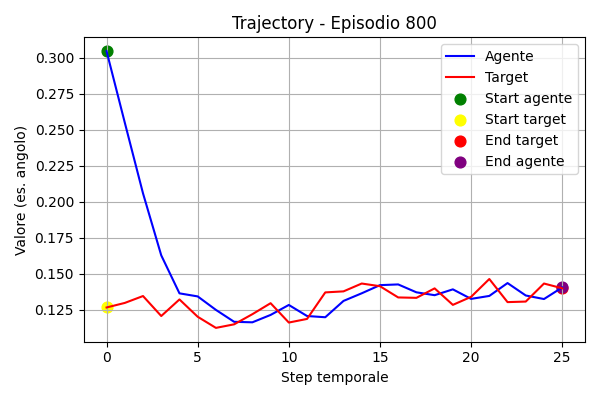 Trajectory - Episodio 800
Valore (es. angolo)
0.300
0.275
0.250
0.225
0.200
0.175
0.150
0.125
Agente
Target
Start agente
Start target
End target
End agente
0 5 10 15 20 25
Step temporale